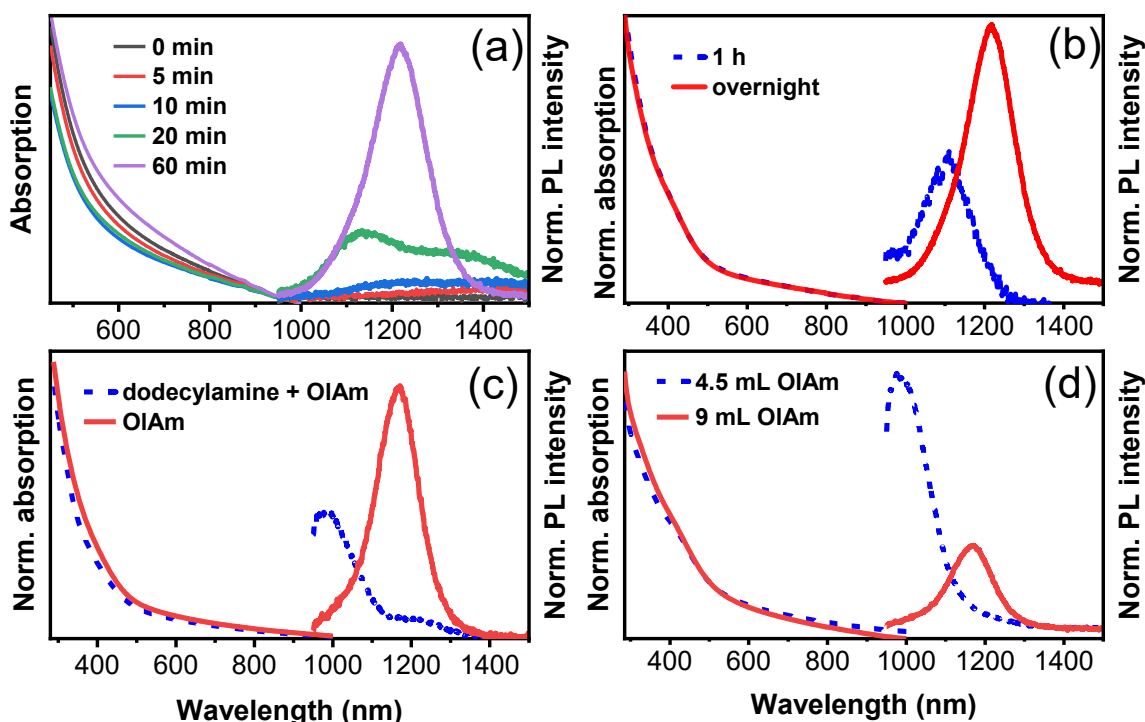 (a)
0 min
5 min
10 min
20 min
60 min
Absorption
Norm. PL intensity
600 800 1000 1200 1400
(b)
1 h
overnight
Norm. absorption
Norm. PL intensity
400 600 800 1000 1200 1400
(c)
dodecylamine + OlAm
OlAm
Norm. absorption
Norm. PL intensity
400 600 800 1000 1200 1400
Wavelength (nm)
(d)
4.5 mL OlAm
9 mL OlAm
Norm. absorption
Norm. PL intensity
400 600 800 1000 1200 1400
Wavelength (nm)